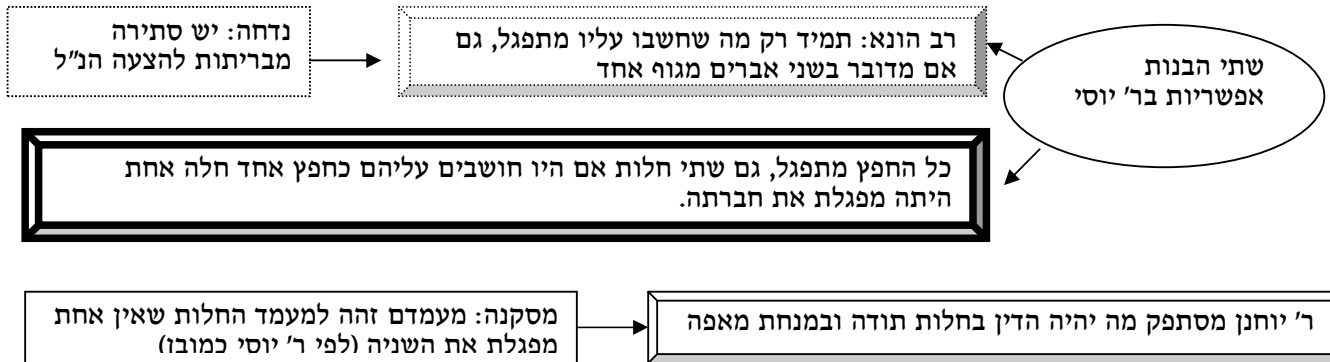 שתי הבנות
אפשריות בר' יוסי
רב הונא: תמיד רק מה שחשבו עליו מתפגל, גם
אם מדובר בשני אברים מגוף אחד
נדחה: יש סתירה
מבריתות להצעה הנ"ל
כל החפץ מתפגל, גם שתי חלות אם היו חושבים עליהם כחפץ אחד חלה אחת
היתה מפגלת את חברתה.
ר' יוחנן מסתפק מה יהיה הדין בחלות תודה ובמנחת מאפה
מסקנה: מעמדם זהה למעמד החלות שאין אחת
מפגלת את השניה (לפי ר' יוסי כמובן)